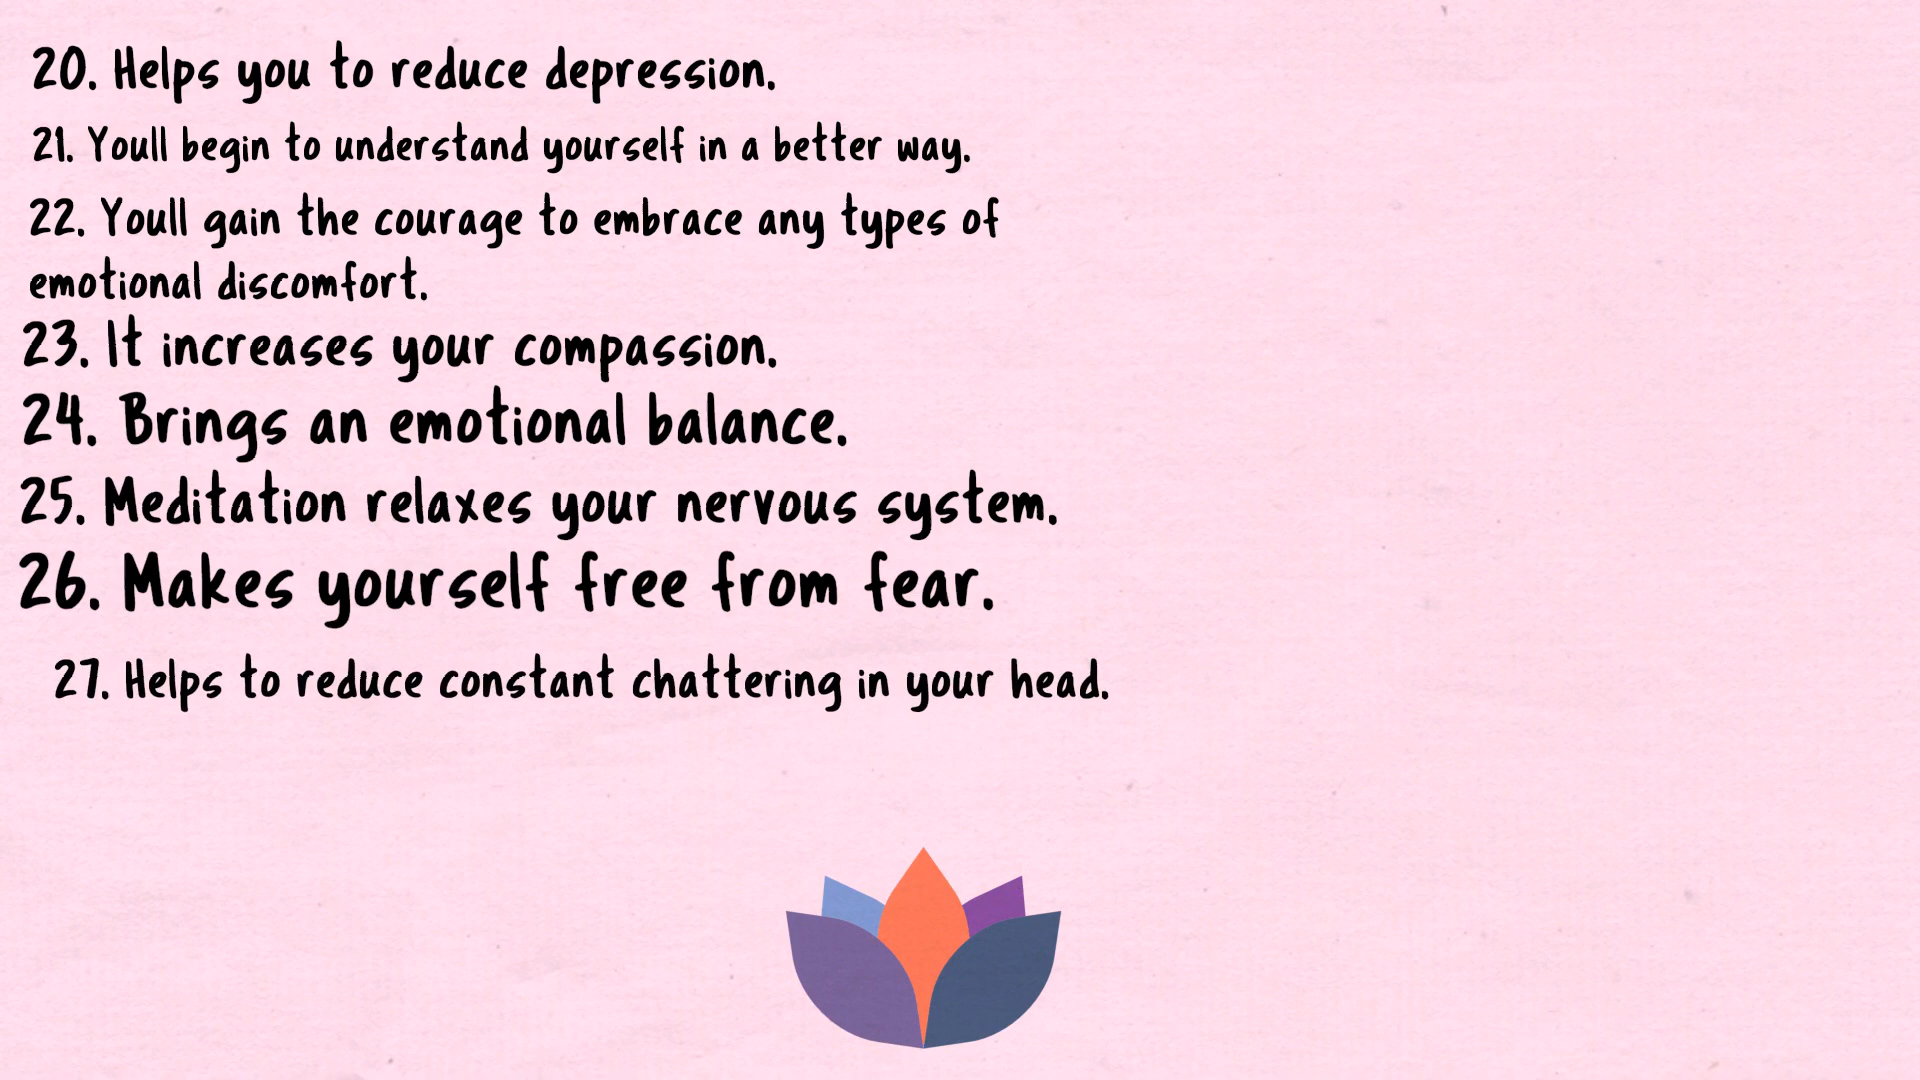 20. Helps you to reduce depression.
21. Youll begin to understand yourself in a better way.
22. Youll gain the courage to embrace any types of
emotional discomfort.
23. It increases your compassion.
24. Brings an emotional balance.
25. Meditation relaxes your nervous system.
26. Makes yourself free from fear.
27. Helps to reduce constant chattering in your head.